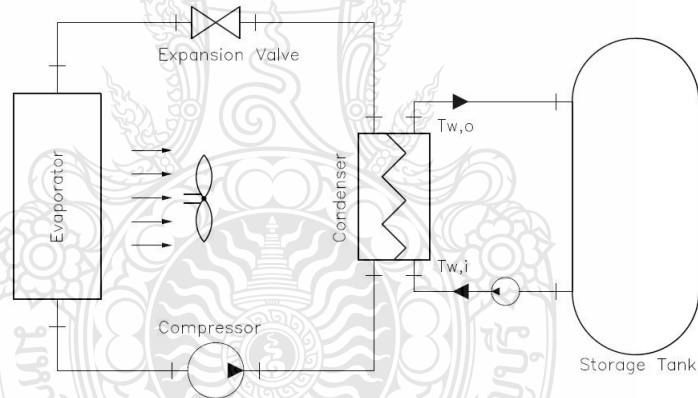 Expansion Valve
Evaporator
Condenser
Tw,o
Tw,i
Compressor
Storage Tank